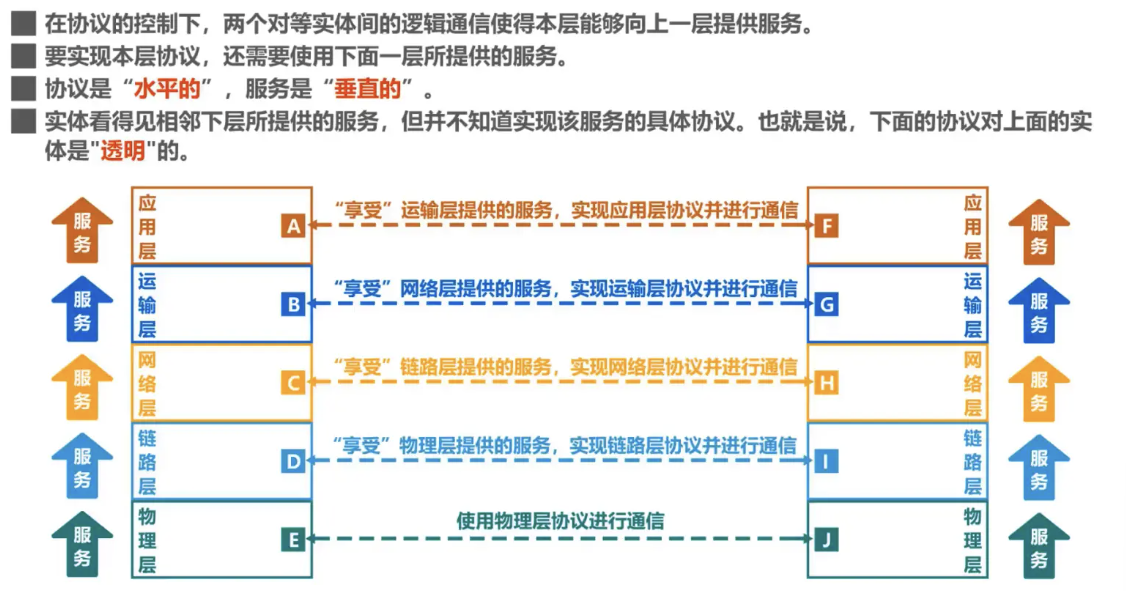 在协议的控制下，两个对等实体间的逻辑通信使得本层能够向上一层提供服务。
要实现本层协议，还需要使用下面一层所提供的服务。
协议是“水平的”，服务是“垂直的”。
实体看得见相邻下层所提供的服务，但并不知道实现该服务的具体协议。也就是说，下面的协议对上面的实
体是"透明"的。
服务 应用层 A “享受”运输层提供的服务，实现应用层协议并进行通信 F 应用层 服务
服务 运输层 B “享受”网络层提供的服务，实现运输层协议并进行通信 G 运输层 服务
服务 网络层 C “享受”链路层提供的服务，实现网络层协议并进行通信 H 网络层 服务
服务 链路层 D “享受”物理层提供的服务，实现链路层协议并进行通信 I 链路层 服务
服务 物理层 E 使用物理层协议进行通信 J 物理层 服务